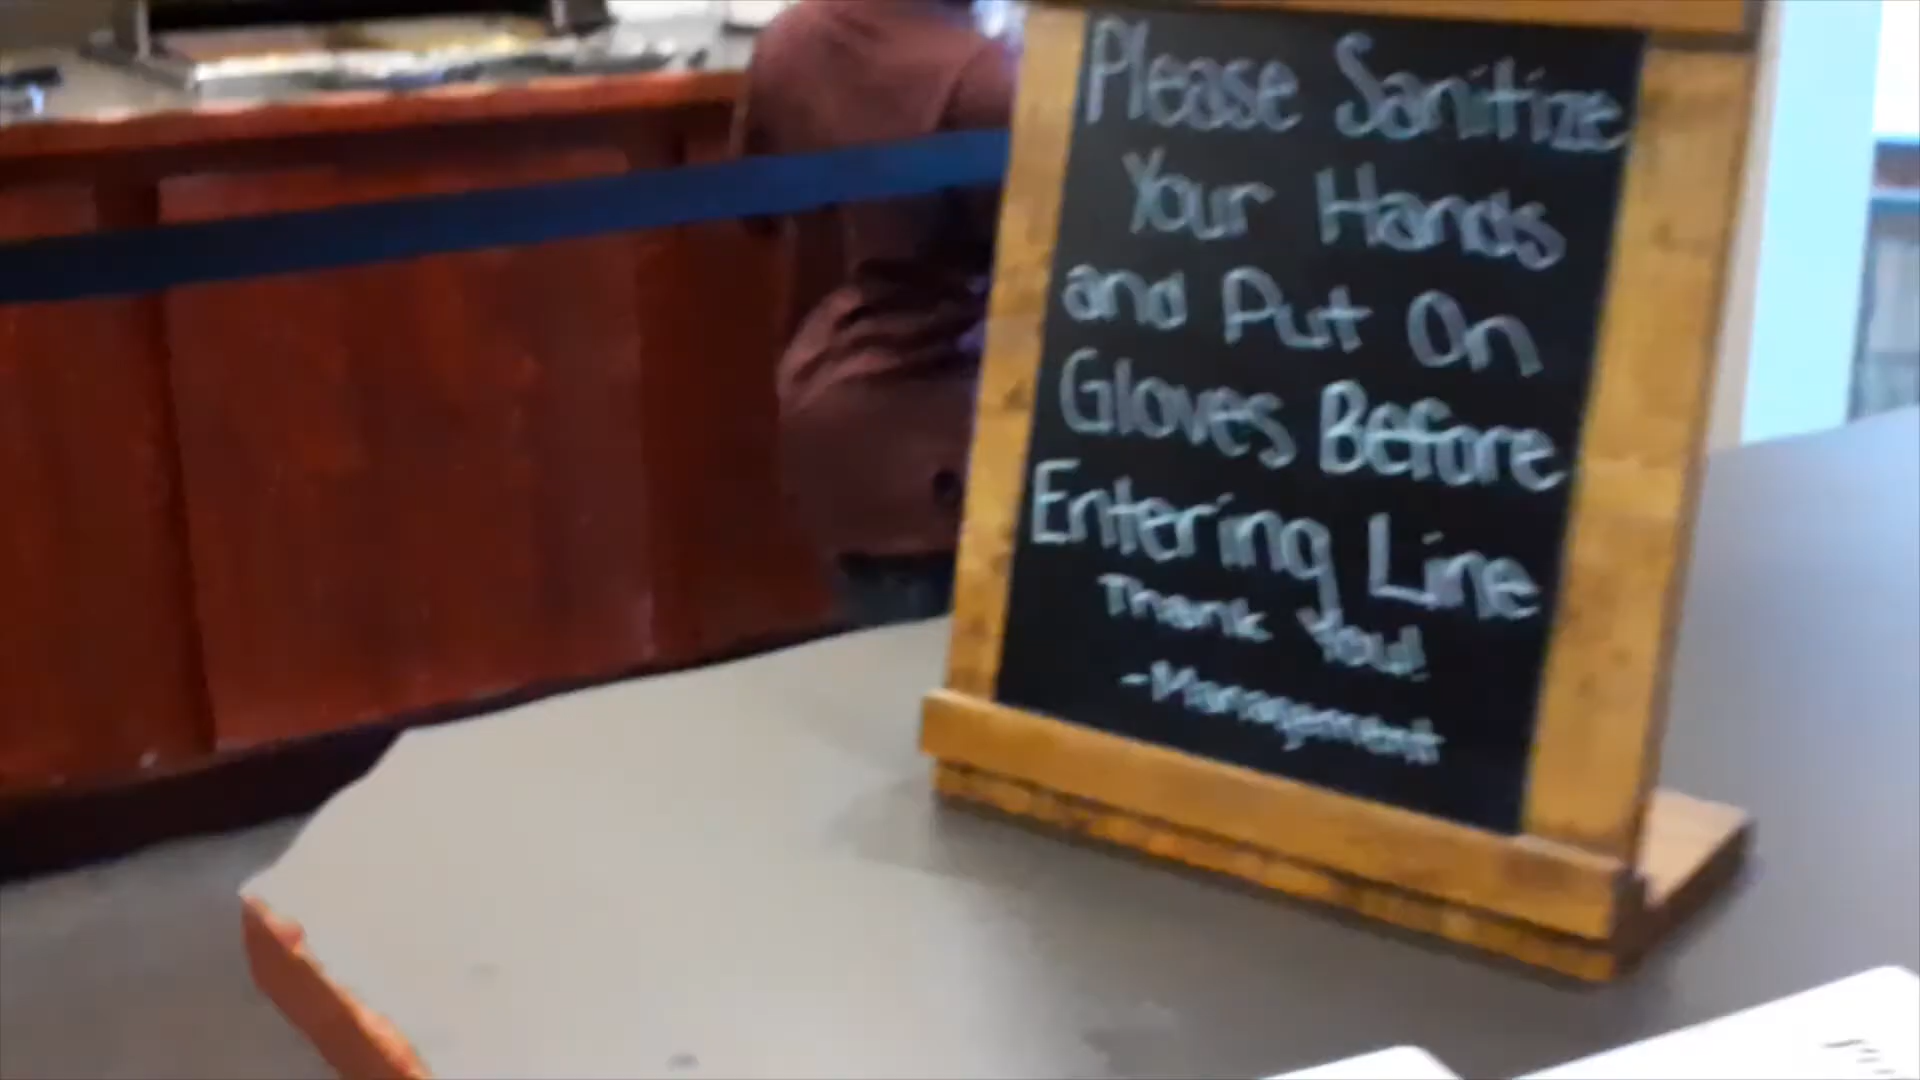 Please Sanitize
Your Hands
and Put On
Gloves Before
Entering Line
Thank You!
-Management